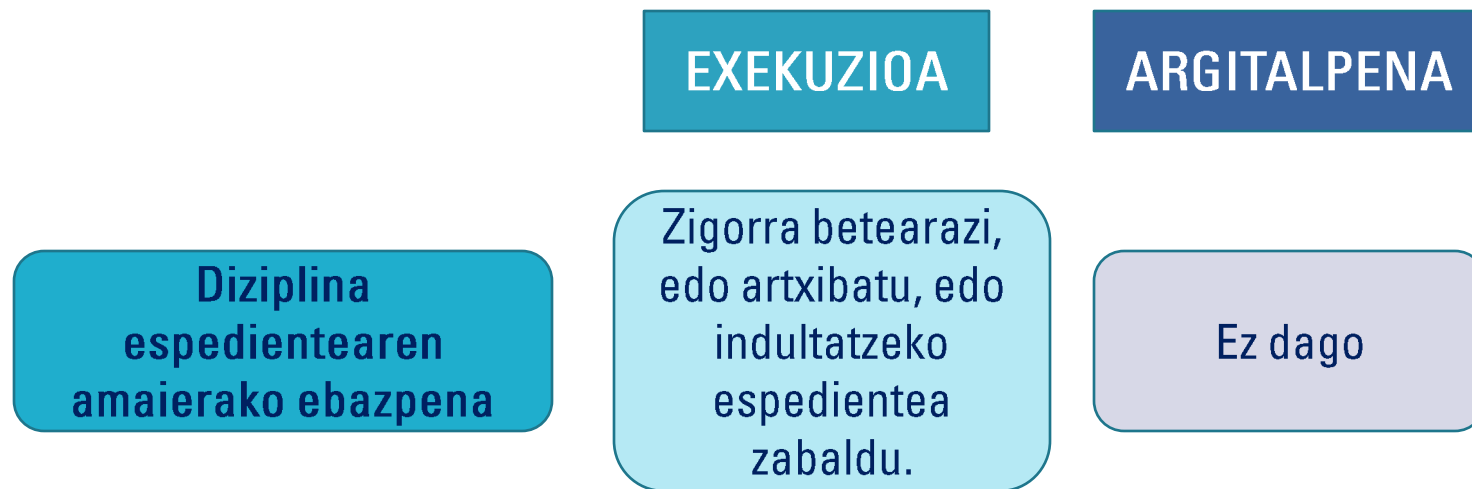 EXEKUZIOA
ARGITALPENA
Diziplina
espedientearen
amaierako ebazpena
Zigorra betearazi,
edo artxibatu, edo
indultatzeko
espedientea
zabaldu.
Ez dago